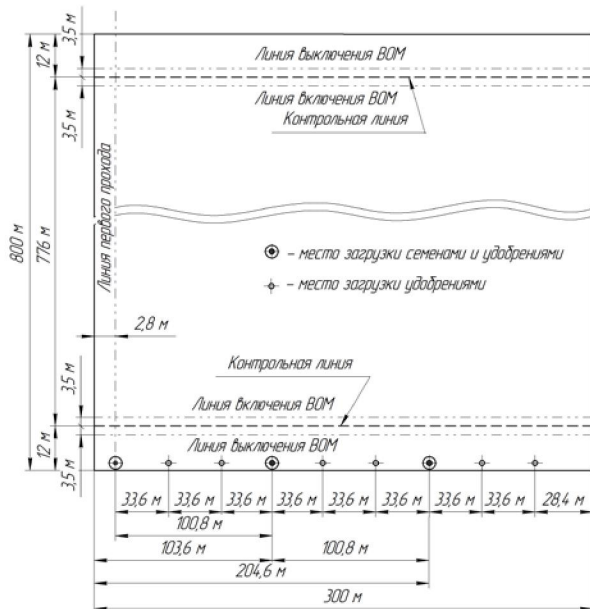 3,5 м
12 м
Линия выключения ВОМ
Линия включения ВОМ
Контрольная линия
3,5 м
Линия первого прохода
800 м
776 м
– место загрузки семенами и удобрениями
– место загрузки удобрениями
2,8 м
Контрольная линия
3,5 м
Линия включения ВОМ
12 м
Линия выключения ВОМ
3,5 м
33,6 м 33,6 м 33,6 м 33,6 м 33,6 м 33,6 м 33,6 м 33,6 м 28,4 м
100,8 м
103,6 м 100,8 м
204,6 м
300 м